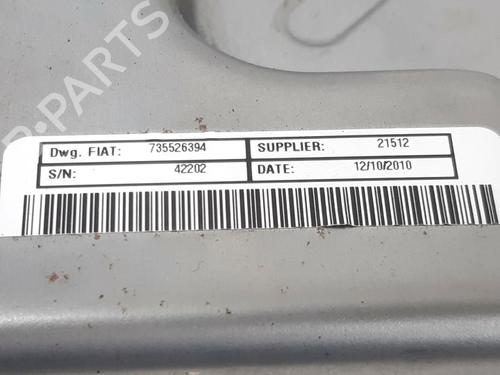 B-PARTS
Dwg. FIAT: 735526394 SUPPLIER: 21512
S/N: 42202 DATE: 12/10/2010